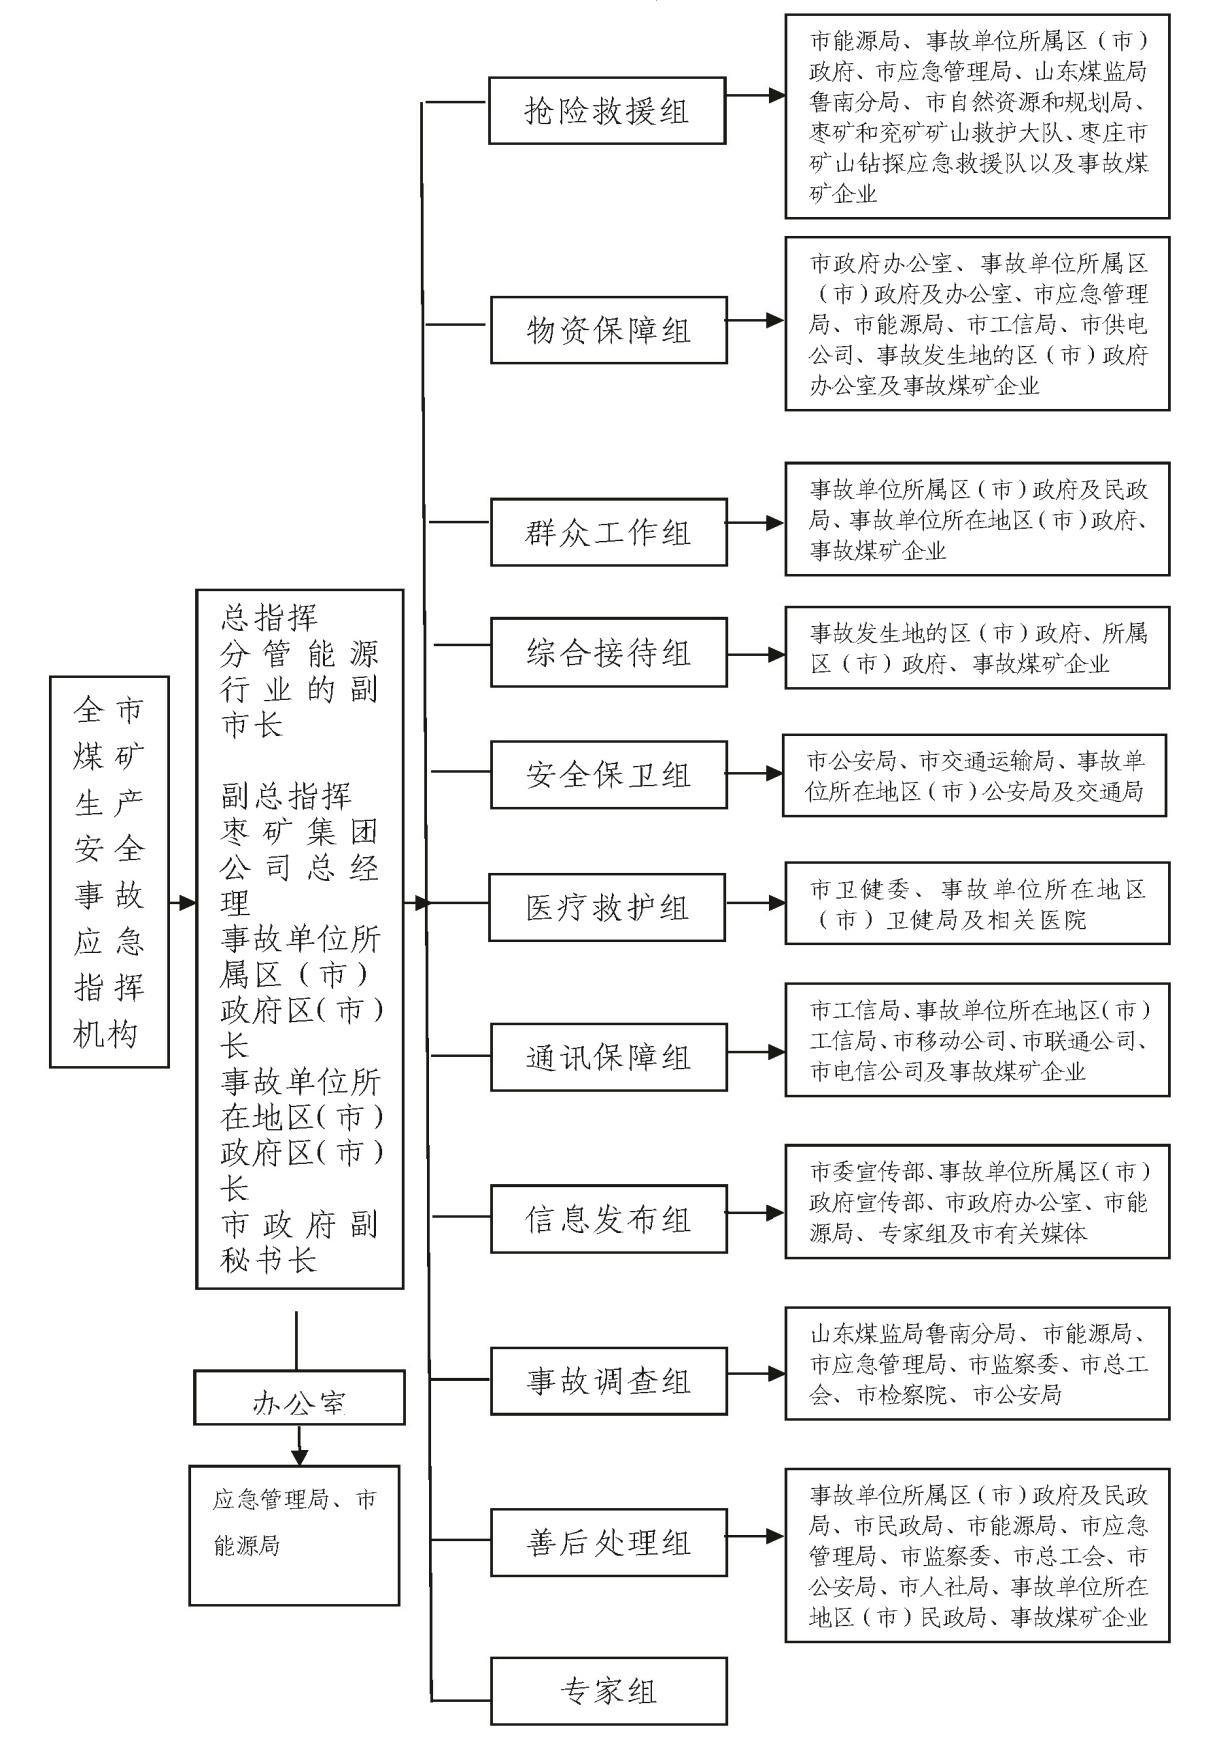 全市
煤矿
生产
安全
事故
应急
指挥
机构
总指挥
分管能源
行业的副
市长
副总指挥
枣矿集团
公司总经
理
事故单位所
属区（市）
政府区(市)
长
事故单位所
在地区(市)
政府区(市)
长
市政府副
秘书长
办公室
应急管理局、市
能源局
抢险救援组
市能源局、事故单位所属区（市）
政府、市应急管理局、山东煤监局
鲁南分局、市自然资源和规划局、
枣矿和兖矿矿山救护大队、枣庄市
矿山钻探应急救援队以及事故煤
矿企业
物资保障组
市政府办公室、事故单位所属区
（市）政府及办公室、市应急管理
局、市能源局、市工信局、市供电
公司、事故发生地的区（市）政府
办公室及事故煤矿企业
群众工作组
事故单位所属区（市）政府及民政
局、事故单位所在地区(市)政府、
事故煤矿企业
综合接待组
事故发生地的区（市）政府、所属
区（市）政府、事故煤矿企业
安全保卫组
市公安局、市交通运输局、事故单
位所在地区（市）公安局及交通局
医疗救护组
市卫健委、事故单位所在地区
（市）卫健局及相关医院
通讯保障组
市工信局、事故单位所在地区(市)
工信局、市移动公司、市联通公司、
市电信公司及事故煤矿企业
信息发布组
市委宣传部、事故单位所属区(市)
政府宣传部、市政府办公室、市能
源局、专家组及市有关媒体
事故调查组
山东煤监局鲁南分局、市能源局、
市应急管理局、市监察委、市总工
会、市检察院、市公安局
善后处理组
事故单位所属区（市）政府及民政
局、市民政局、市能源局、市应急
管理局、市监察委、市总工会、市
公安局、市人社局、事故单位所在
地区（市）民政局、事故煤矿企业
专家组